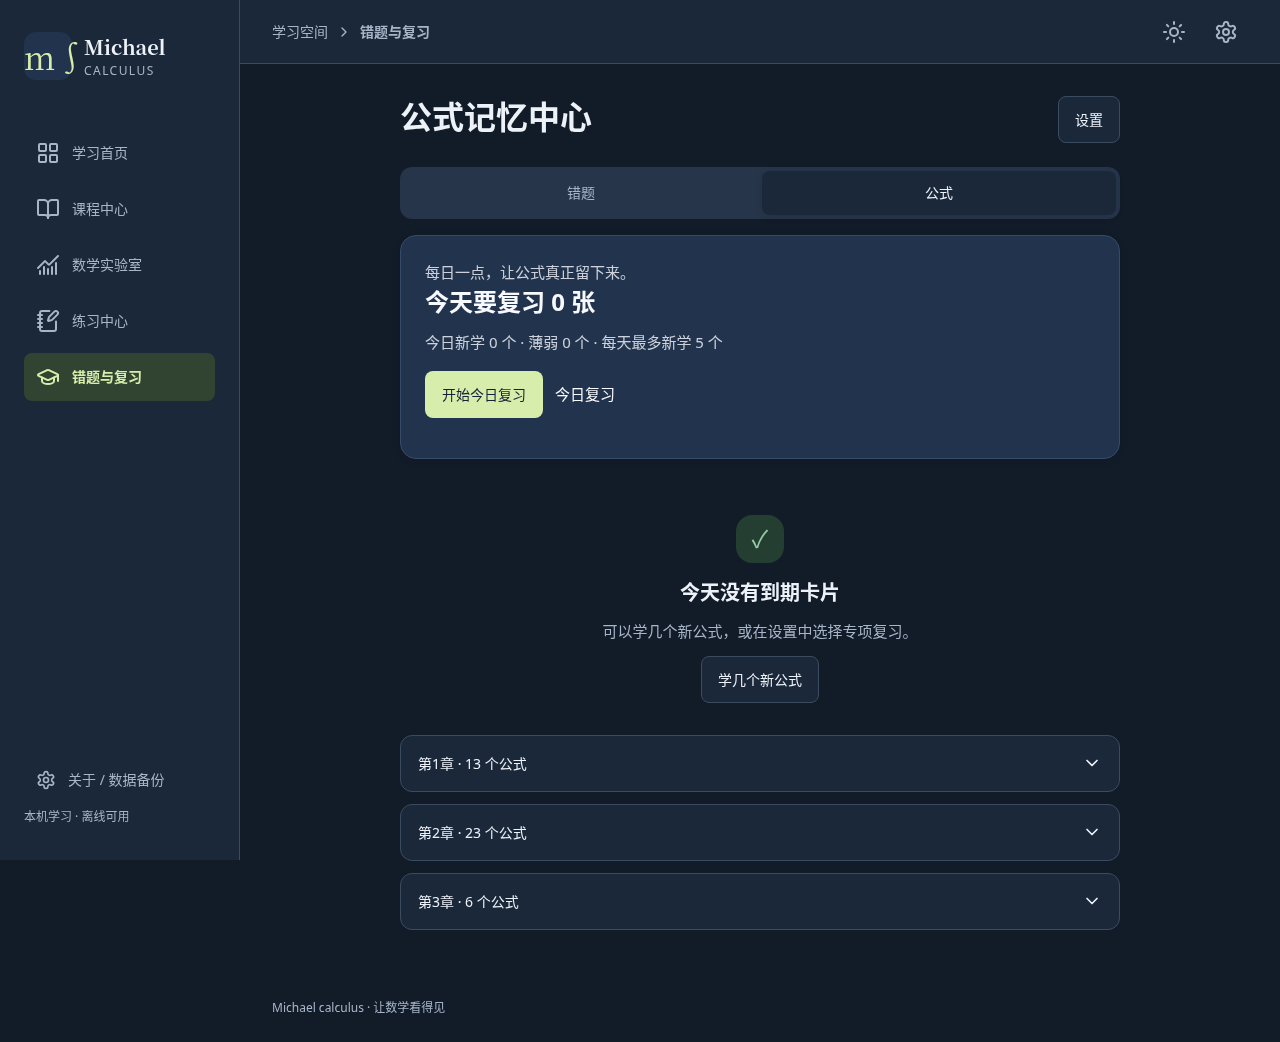 m ∫
Michael
CALCULUS
学习首页
课程中心
数学实验室
练习中心
错题与复习
关于 / 数据备份
本机学习 · 离线可用
学习空间 > 错题与复习
公式记忆中心
设置
错题
公式
每日一点，让公式真正留下来。
今天要复习 0 张
今日新学 0 个 · 薄弱 0 个 · 每天最多新学 5 个
开始今日复习
今日复习
✓
今天没有到期卡片
可以学几个新公式，或在设置中选择专项复习。
学几个新公式
第1章 · 13 个公式
第2章 · 23 个公式
第3章 · 6 个公式
Michael calculus · 让数学看得见